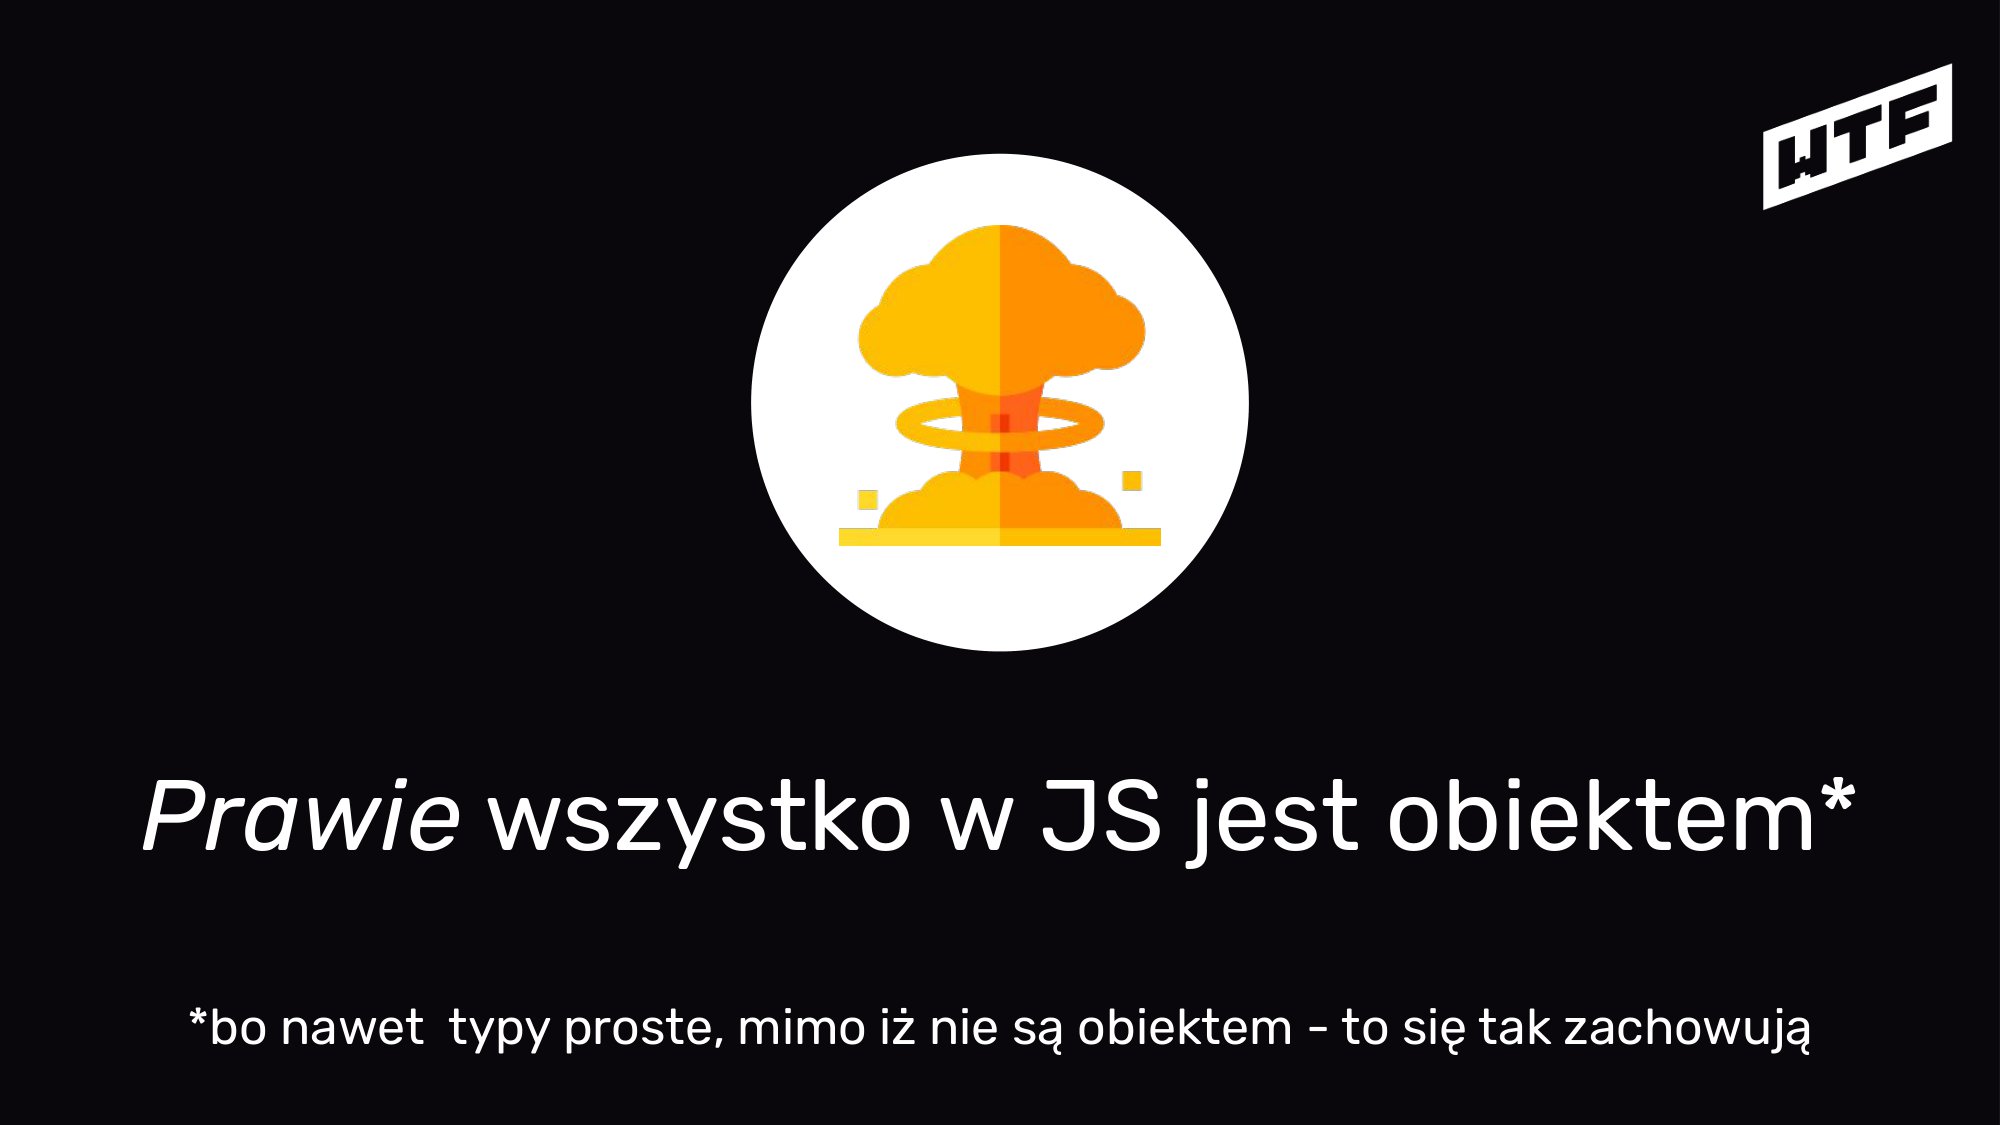 WTF
Prawie wszystko w JS jest obiektem*
*bo nawet  typy proste, mimo iż nie są obiektem - to się tak zachowują